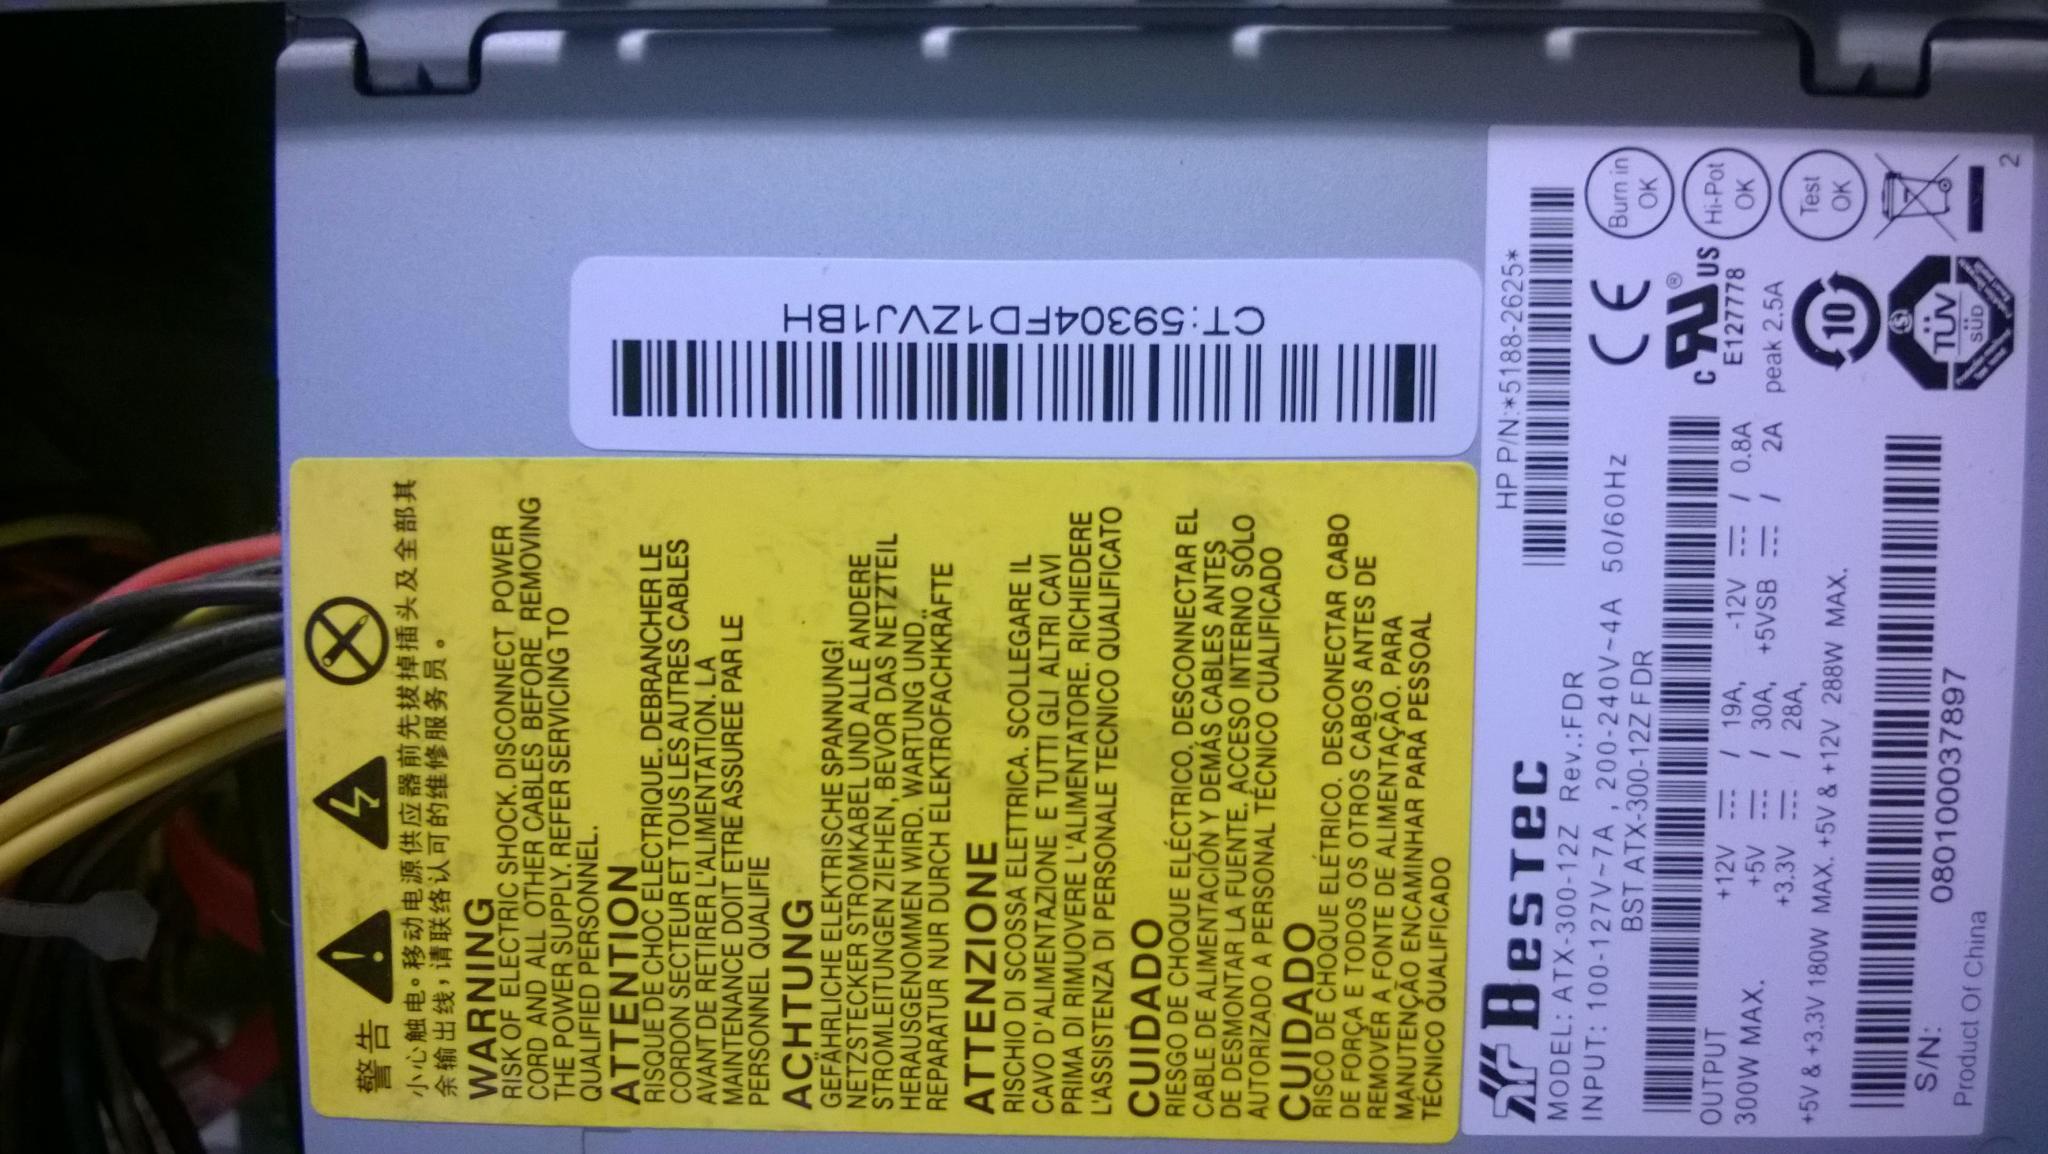 警告
小心触电。移动电源供应器前先拔掉插头及全部其
余输出线，请联络认可的维修服务员。
WARNING
RISK OF ELECTRIC SHOCK. DISCONNECT POWER
CORD AND ALL OTHER CABLES BEFORE REMOVING
THE POWER SUPPLY. REFER SERVICING TO
QUALIFIED PERSONNEL.
ATTENTION
RISQUE DE CHOC ELECTRIQUE. DEBRANCHER LE
CORDON SECTEUR ET TOUS LES AUTRES CABLES
AVANT DE RETIRER L'ALIMENTATION. LA
MAINTENANCE DOIT ETRE ASSUREE PAR LE
PERSONNEL QUALIFIE
ACHTUNG
GEFÄHRLICHE ELEKTRISCHE SPANNUNG!
NETZSTECKER STROMKABEL UND ALLE ANDERE
STROMLEITUNGEN ZIEHEN, BEVOR DAS NETZTEIL
HERAUSGENOMMEN WIRD. WARTUNG UND
REPARATUR NUR DURCH ELEKTROFACHKRÄFTE
ATTENZIONE
RISCHIO DI SCOSSA ELETTRICA. SCOLLEGARE IL
CAVO D'ALIMENTAZIONE E TUTTI GLI ALTRI CAVI
PRIMA DI RIMUOVERE L'ALIMENTATORE. RICHIEDERE
L'ASSISTENZA DI PERSONALE TECNICO QUALIFICATO
CUIDADO
RIESGO DE CHOQUE ELÉCTRICO. DESCONNECTAR EL
CABLE DE ALIMENTACIÓN Y DEMÁS CABLES ANTES
DE DESMONTAR LA FUENTE. ACCESO INTERNO SÓLO
AUTORIZADO A PERSONAL TÉCNICO CUALIFICADO
CUIDADO
RISCO DE CHOQUE ELÉTRICO. DESCONECTAR CABO
DE FORÇA E TODOS OS OTROS CABOS ANTES DE
REMOVER A FONTE DE ALIMENTAÇÃO. PARA
MANUTENÇÃO ENCAMINHAR PARA PESSOAL
TÉCNICO QUALIFICADO
CT:59304FD1ZVJ1BH
Bestec
HP P/N:*5188-2625*
MODEL: ATX-300-12Z Rev.:FDR
INPUT: 100-127V~7A , 200-240V~4A 50/60Hz
BST ATX-300-12Z FDR
OUTPUT
300W MAX.
+12V / 19A, -12V / 0.8A
+5V / 30A, +5VSB / 2A peak 2.5A
+3.3V / 28A,
+5V & +3.3V 180W MAX. +5V & +12V 288W MAX.
S/N: 080100037897
Product Of China
Burn in
OK
Hi-Pot
OK
Test
OK
CE
C US
®
E127778
10
TÜV
SÜD
2